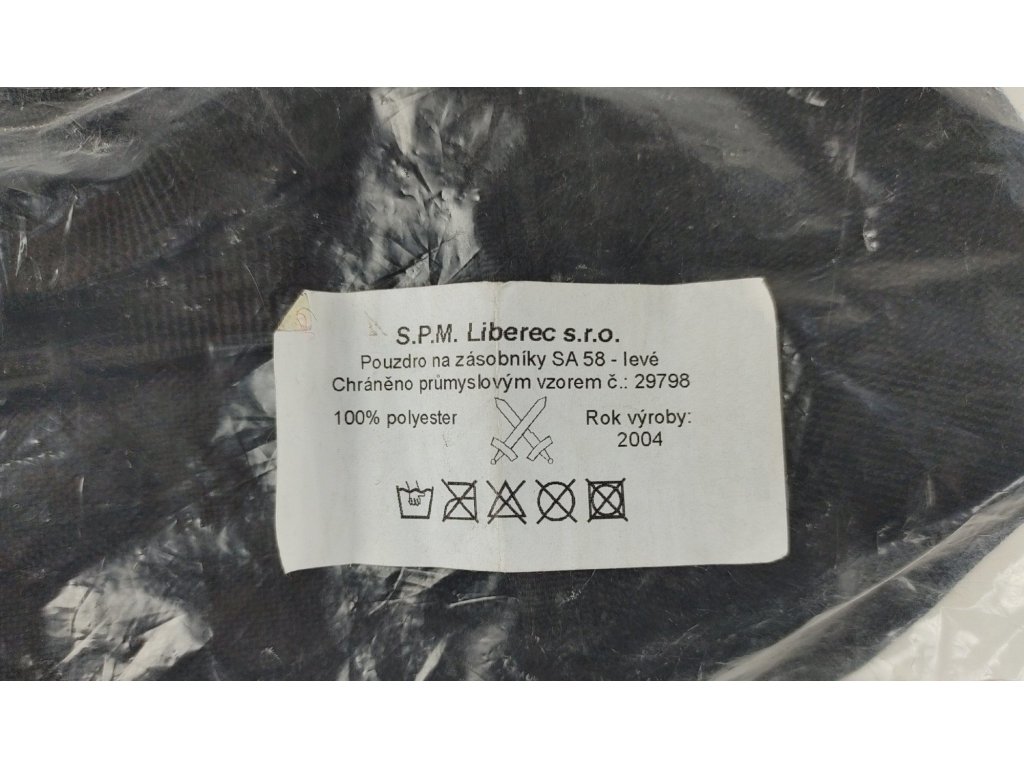 S.P.M. Liberec s.r.o.
Pouzdro na zásobníky SA 58 - levé
Chráněno průmyslovým vzorem č.: 29798
100% polyester
Rok výroby:
2004